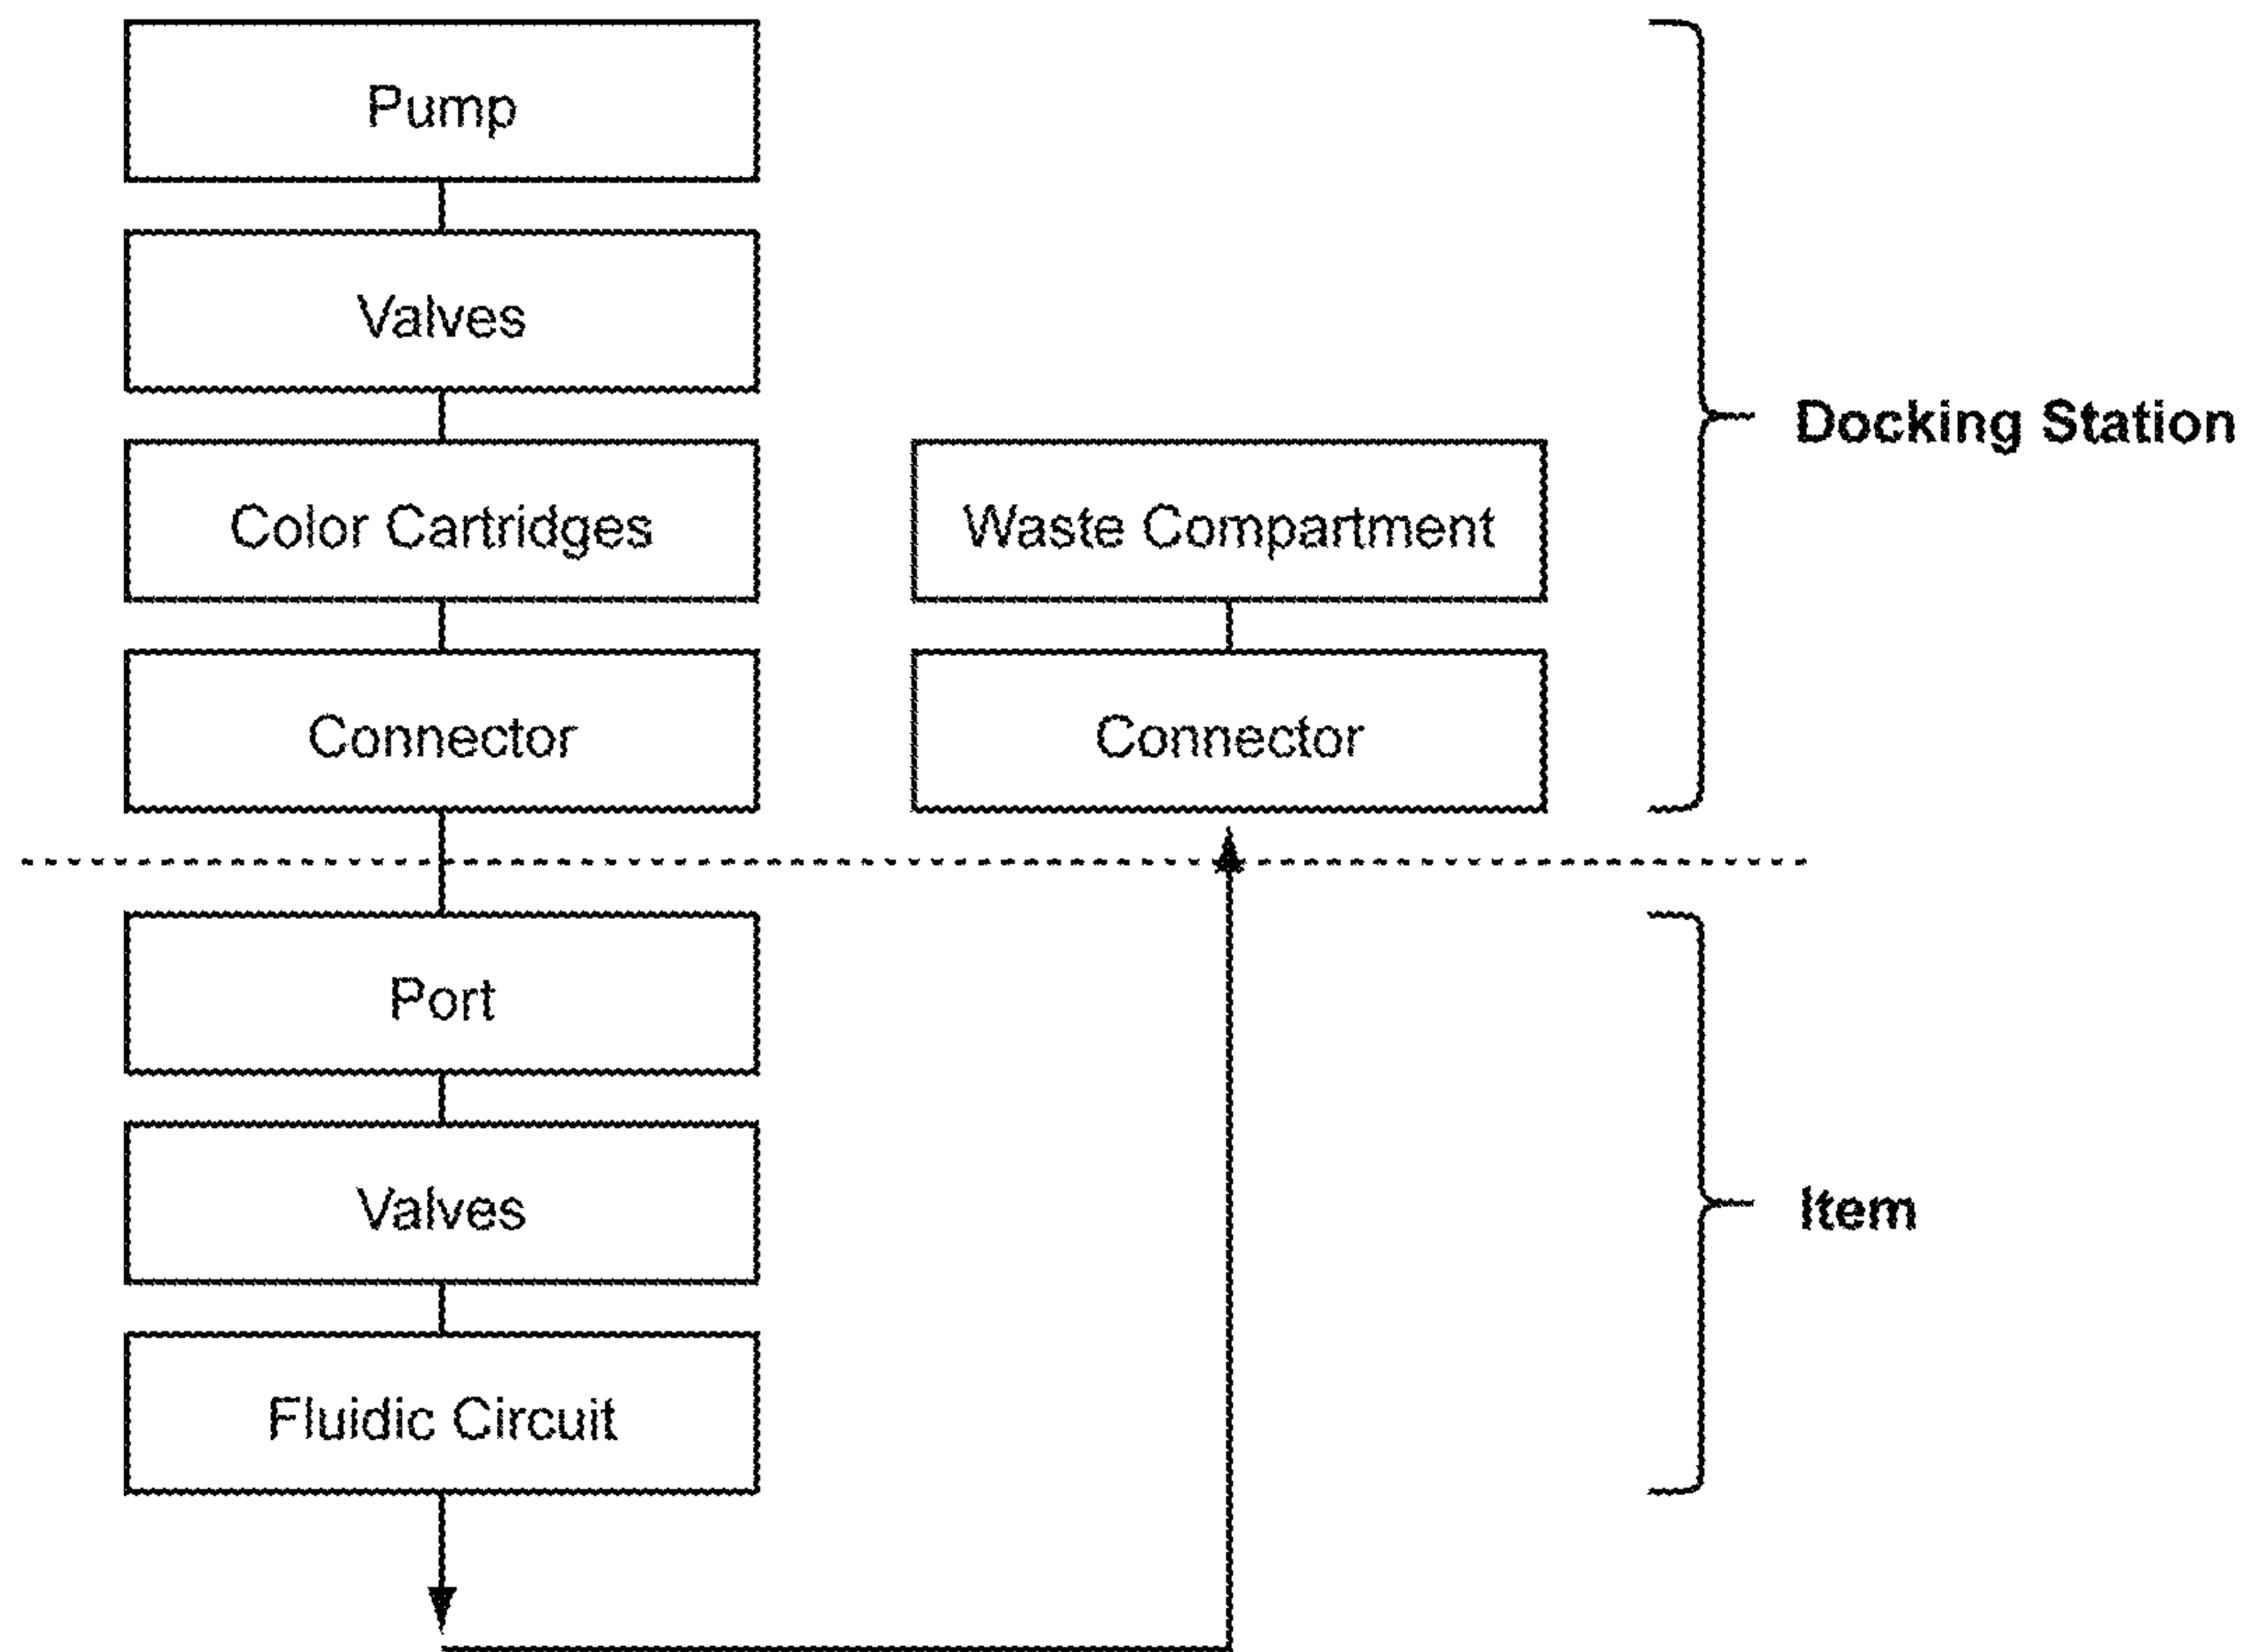 Pump
Valves
Docking Station
Color Cartridges
Waste Compartment
Connector
Connector
Port
Valves
Item
Fluidic Circuit